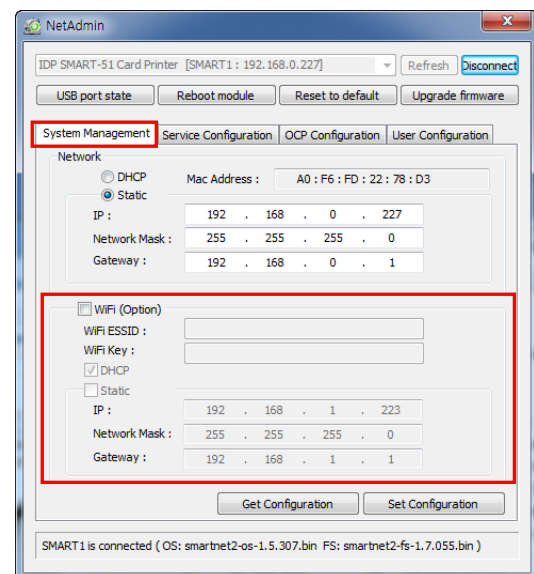 NetAdmin
IDP SMART-51 Card Printer [SMART1 : 192.168.0.227] Refresh Disconnect
USB port state Reboot module Reset to default Upgrade firmware
System Management Service Configuration OCP Configuration User Configuration
Network
DHCP Mac Address : A0 : F6 : FD : 22 : 78 : D3
Static
IP : 192 . 168 . 0 . 227
Network Mask : 255 . 255 . 255 . 0
Gateway : 192 . 168 . 0 . 1
WiFi (Option)
WiFi ESSID :
WiFi Key :
DHCP
Static
IP : 192 . 168 . 1 . 223
Network Mask : 255 . 255 . 255 . 0
Gateway : 192 . 168 . 1 . 1
Get Configuration Set Configuration
SMART1 is connected ( OS: smartnet2-os-1.5.307.bin FS: smartnet2-fs-1.7.055.bin )